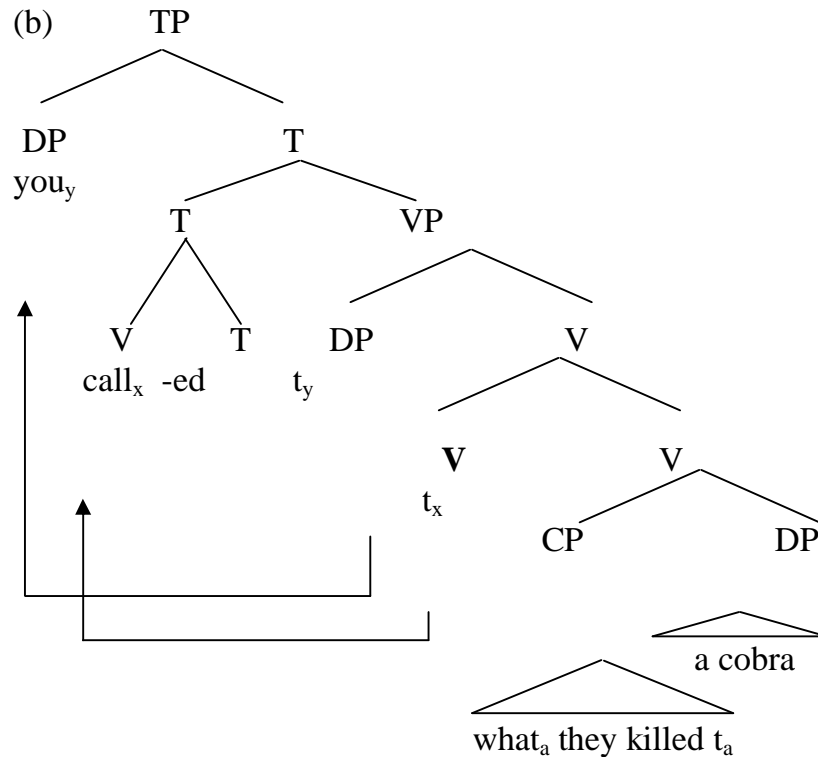 (b) TP
DP T
you_y
T VP
V T DP V
call_x -ed t_y
V V
t_x
CP DP
a cobra
what_a they killed t_a